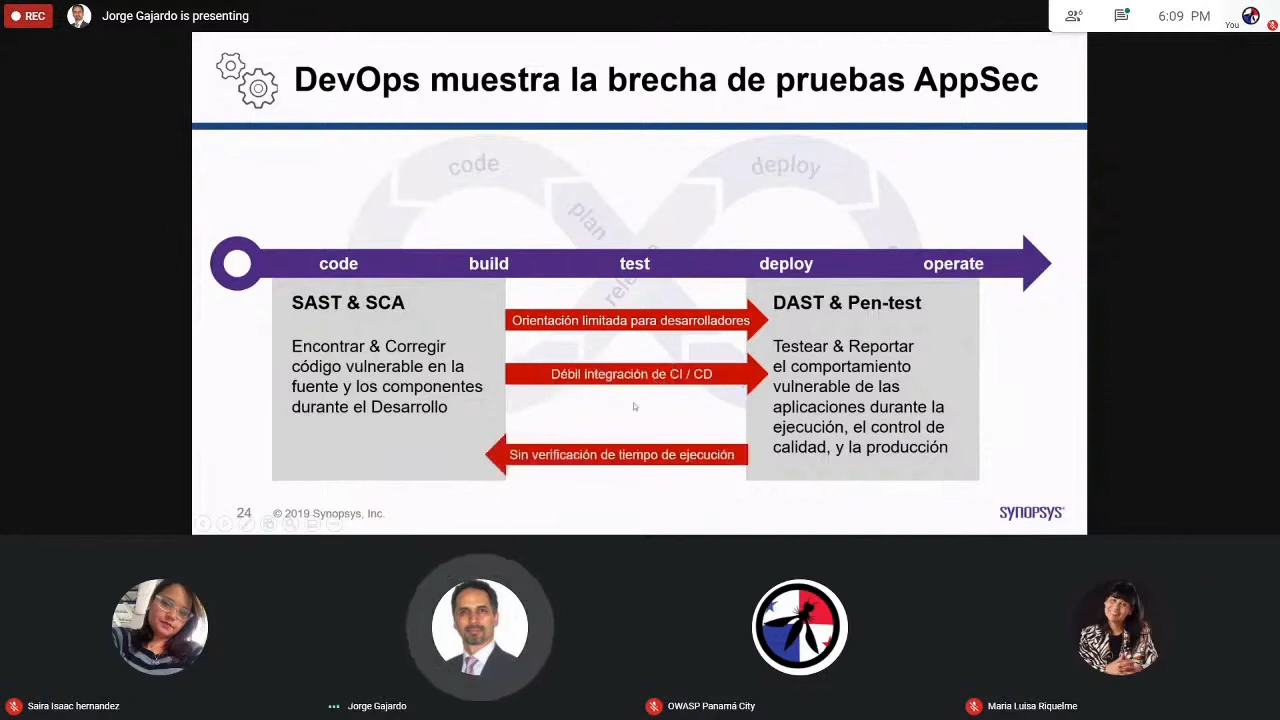 REC
Jorge Gajardo is presenting
6
6:09 PM
You
DevOps muestra la brecha de pruebas AppSec
code
deploy
plan
code
build
test
deploy
operate
SAST & SCA
Encontrar & Corregir
código vulnerable en la
fuente y los componentes
durante el Desarrollo
Orientación limitada para desarrolladores
Débil integración de CI / CD
Sin verificación de tiempo de ejecución
DAST & Pen-test
Testear & Reportar
el comportamiento
vulnerable de las
aplicaciones durante la
ejecución, el control de
calidad, y la producción
24
© 2019 Synopsys, Inc.
SYNOPSYS
Saira Isaac hernandez
Jorge Gajardo
OWASP Panamá City
Maria Luisa Riquelme